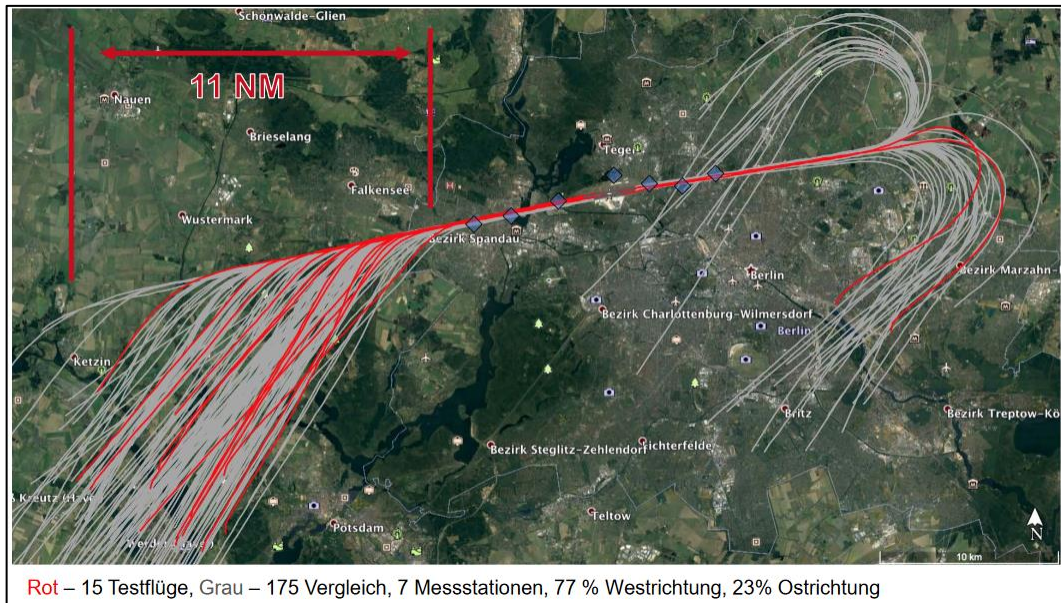 Schönwalde-Glien
11 NM
Nauen
Brieselang
Tegel
Falkensee
Wustermark
Bezirk Spandau
Berlin
Bezirk Marzahn-
Bezirk Charlottenburg-Wilmersdorf
Berlin
Ketzin
Britz
Bezirk Treptow-Kö
Bezirk Steglitz-Zehlendorf
Lichterfelde
Kreutz (Have
Teltow
Potsdam
10 km
N
Rot – 15 Testflüge, Grau – 175 Vergleich, 7 Messstationen, 77 % Westrichtung, 23% Ostrichtung